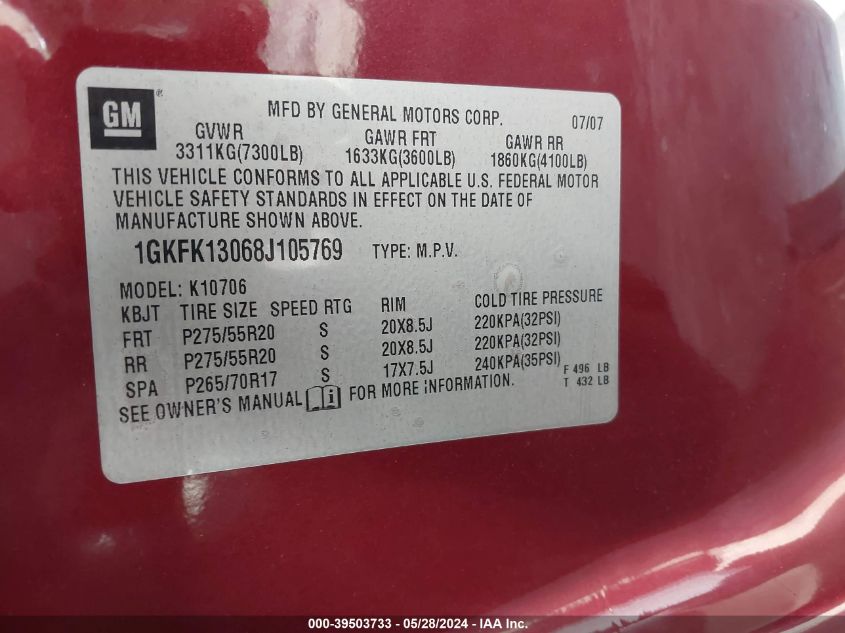 GM ®
MFD BY GENERAL MOTORS CORP. 07/07
GVWR GAWR FRT GAWR RR
3311KG(7300LB) 1633KG(3600LB) 1860KG(4100LB)
THIS VEHICLE CONFORMS TO ALL APPLICABLE U.S. FEDERAL MOTOR
VEHICLE SAFETY STANDARDS IN EFFECT ON THE DATE OF
MANUFACTURE SHOWN ABOVE.
1GKFK13068J105769 TYPE: M.P.V.
MODEL: K10706
KBJT TIRE SIZE SPEED RTG RIM COLD TIRE PRESSURE
FRT P275/55R20 S 20X8.5J 220KPA(32PSI)
RR P275/55R20 S 20X8.5J 220KPA(32PSI)
SPA P265/70R17 S 17X7.5J 240KPA(35PSI)
F 496 LB
T 432 LB
SEE OWNER'S MANUAL i FOR MORE INFORMATION.
000-39503733 - 05/28/2024 - IAA Inc.